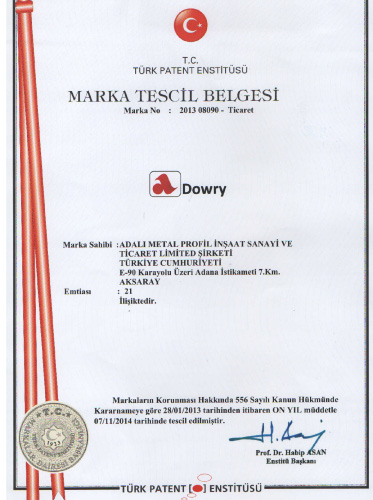 T.C.
TÜRK PATENT ENSTİTÜSÜ
MARKA TESCİL BELGESİ
Marka No : 2013 08090 - Ticaret
a Dowry
Marka Sahibi :ADALI METAL PROFİL İNŞAAT SANAYİ VE
TİCARET LİMİTED ŞİRKETİ
TÜRKİYE CUMHURİYETİ
E-90 Karayolu Üzeri Adana İstikameti 7.Km.
AKSARAY
Emtiası : 21
İlişiktedir.
Markaların Korunması Hakkında 556 Sayılı Kanun Hükmünde
Kararnameye göre 28/01/2013 tarihinden itibaren ON YIL müddetle
07/11/2014 tarihinde tescil edilmiştir.
Prof. Dr. Habip ASAN
Enstitü Başkanı
T.C.
MARKALAR DAİRESİ BAŞKANLIĞI
TÜRK PATENT ENSTİTÜSÜ